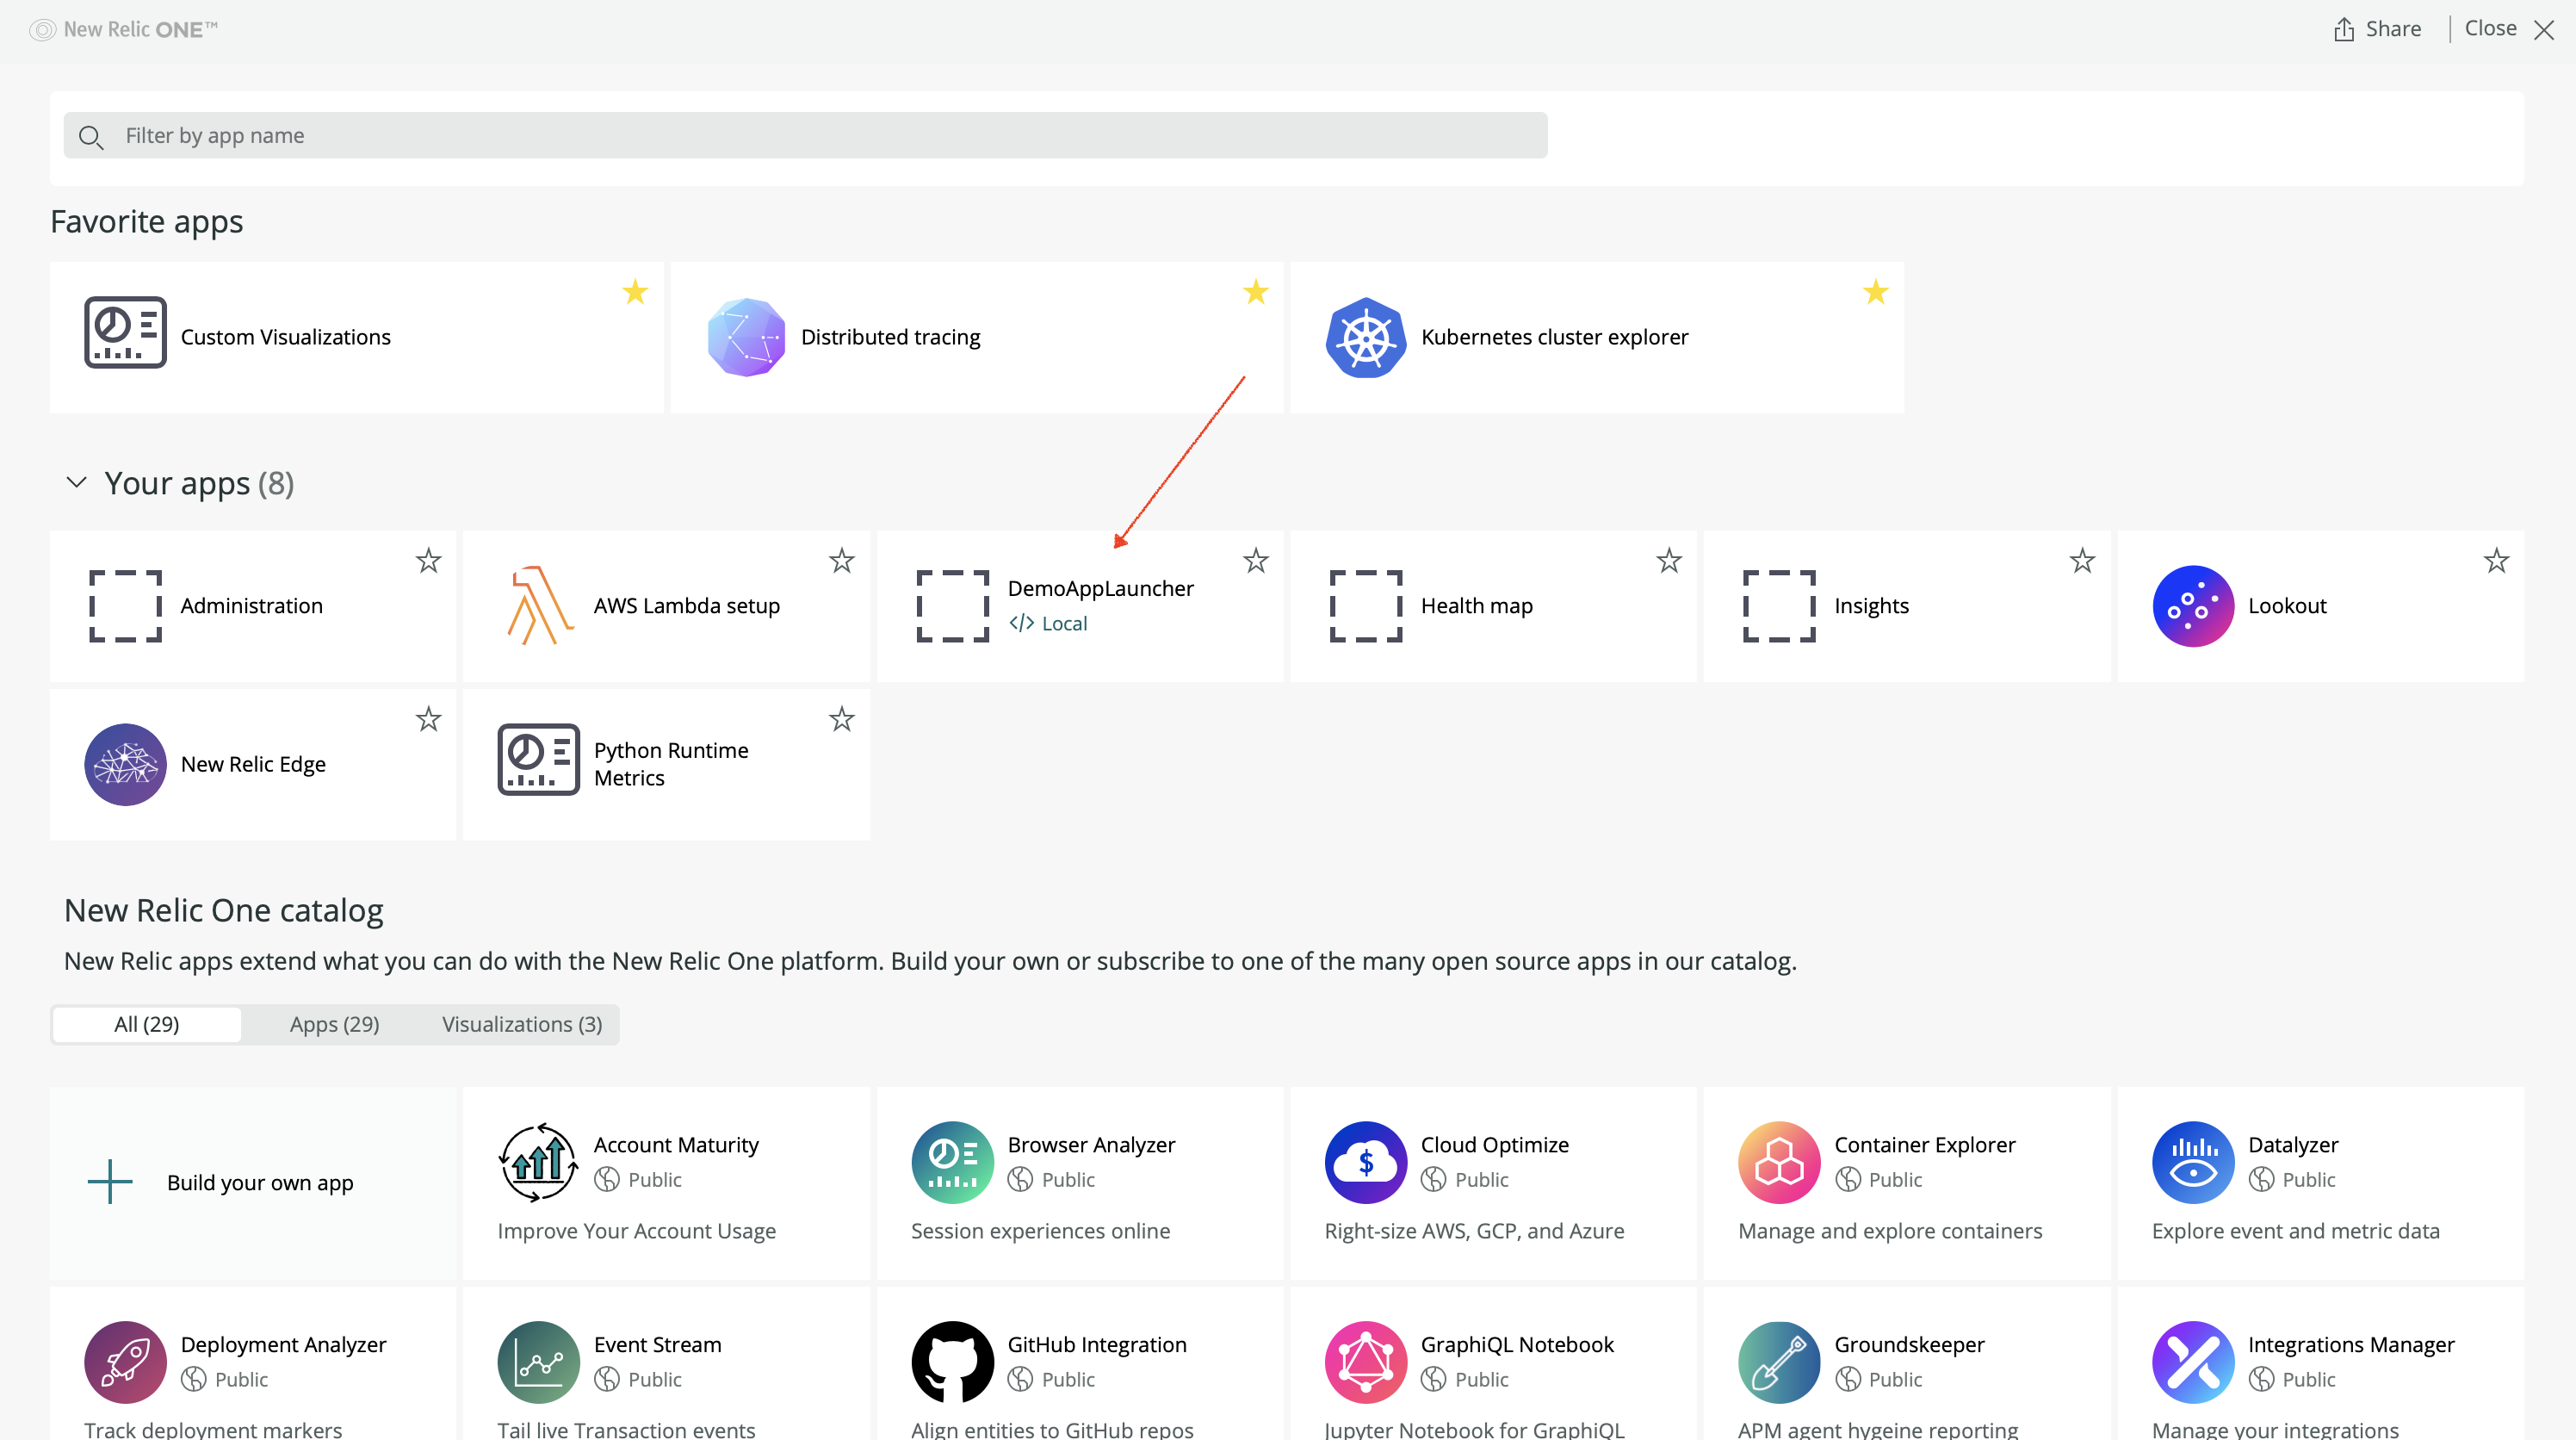 New Relic ONE™
Share
Close
Filter by app name
Favorite apps
Custom Visualizations
Distributed tracing
Kubernetes cluster explorer
Your apps (8)
Administration
AWS Lambda setup
DemoAppLauncher
</> Local
Health map
Insights
Lookout
New Relic Edge
Python Runtime
Metrics
New Relic One catalog
New Relic apps extend what you can do with the New Relic One platform. Build your own or subscribe to one of the many open source apps in our catalog.
All (29)
Apps (29)
Visualizations (3)
Build your own app
Account Maturity
Public
Improve Your Account Usage
Browser Analyzer
Public
Session experiences online
Cloud Optimize
Public
Right-size AWS, GCP, and Azure
Container Explorer
Public
Manage and explore containers
Datalyzer
Public
Explore event and metric data
Deployment Analyzer
Public
Track deployment markers
Event Stream
Public
Tail live Transaction events
GitHub Integration
Public
Align entities to GitHub repos
GraphiQL Notebook
Public
Jupyter Notebook for GraphiQL
Groundskeeper
Public
APM agent hygeine reporting
Integrations Manager
Public
Manage your integrations